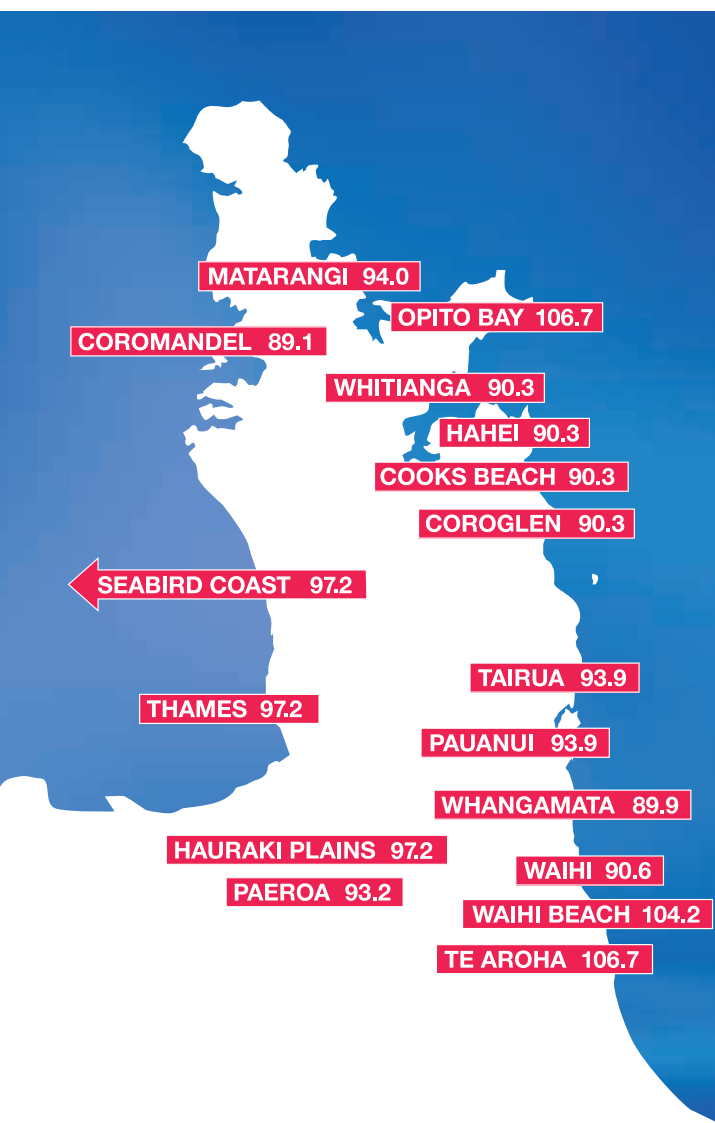 MATARANGI 94.0
OPITO BAY 106.7
COROMANDEL 89.1
WHITIANGA 90.3
HAHEI 90.3
COOKS BEACH 90.3
COROGLEN 90.3
SEABIRD COAST 97.2
TAIRUA 93.9
THAMES 97.2
PAUANUI 93.9
WHANGAMATA 89.9
HAURAKI PLAINS 97.2
WAIHI 90.6
PAEROA 93.2
WAIHI BEACH 104.2
TE AROHA 106.7